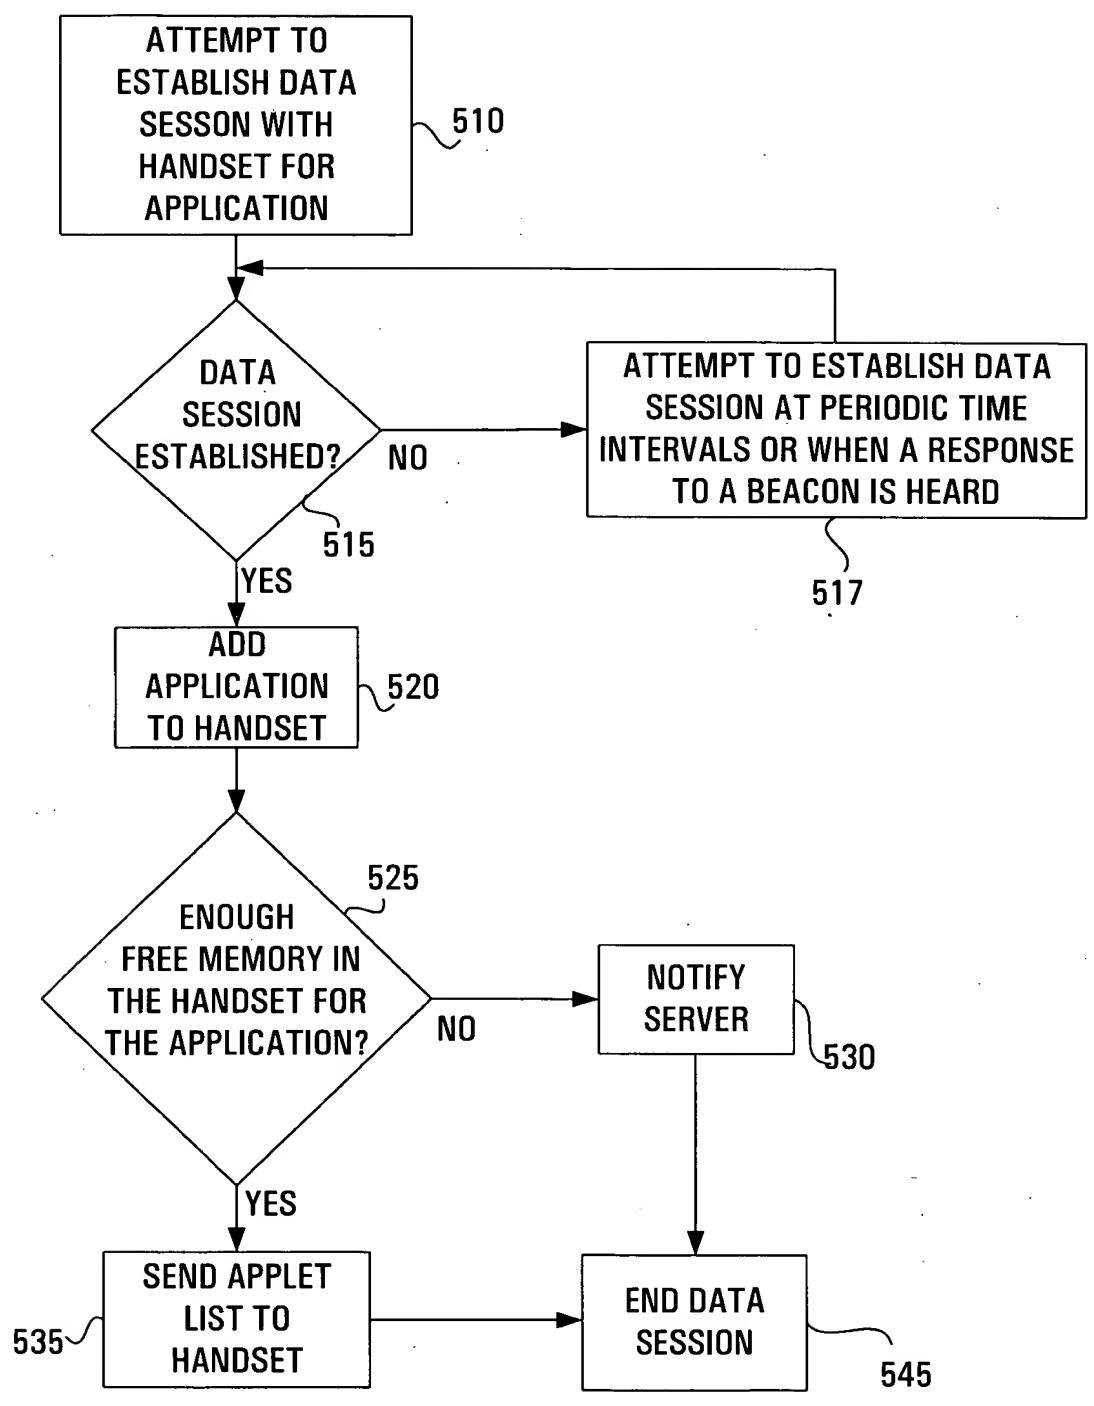 ATTEMPT TO
ESTABLISH DATA
SESSON WITH
HANDSET FOR
APPLICATION
510
DATA
SESSION
ESTABLISHED?
NO
515
YES
ATTEMPT TO ESTABLISH DATA
SESSION AT PERIODIC TIME
INTERVALS OR WHEN A RESPONSE
TO A BEACON IS HEARD
517
ADD
APPLICATION
TO HANDSET
520
525
ENOUGH
FREE MEMORY IN
THE HANDSET FOR
THE APPLICATION?
NO
YES
NOTIFY
SERVER
530
SEND APPLET
LIST TO
HANDSET
535
END DATA
SESSION
545